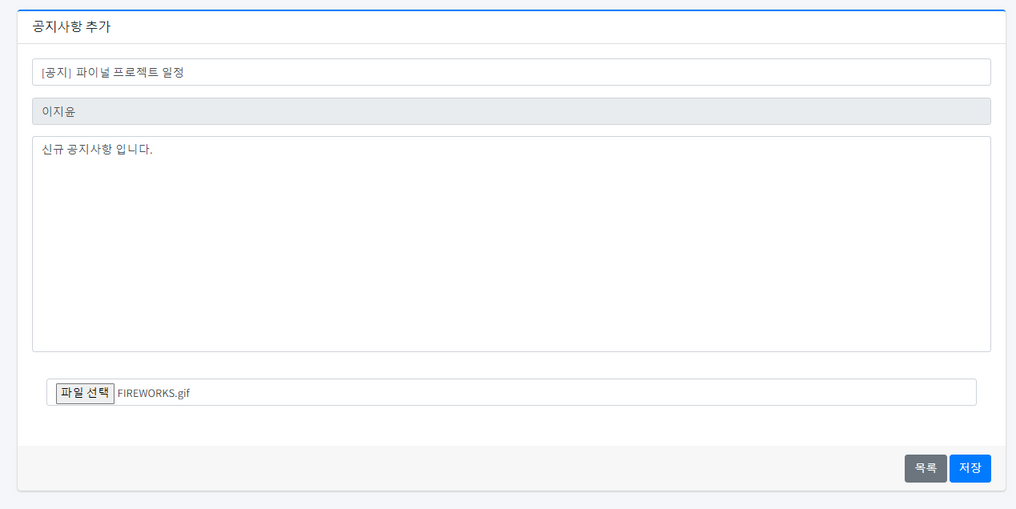 공지사항 추가
[공지] 파이널 프로젝트 일정
이지윤
신규 공지사항 입니다.
파일 선택 FIREWORKS.gif
목록 저장